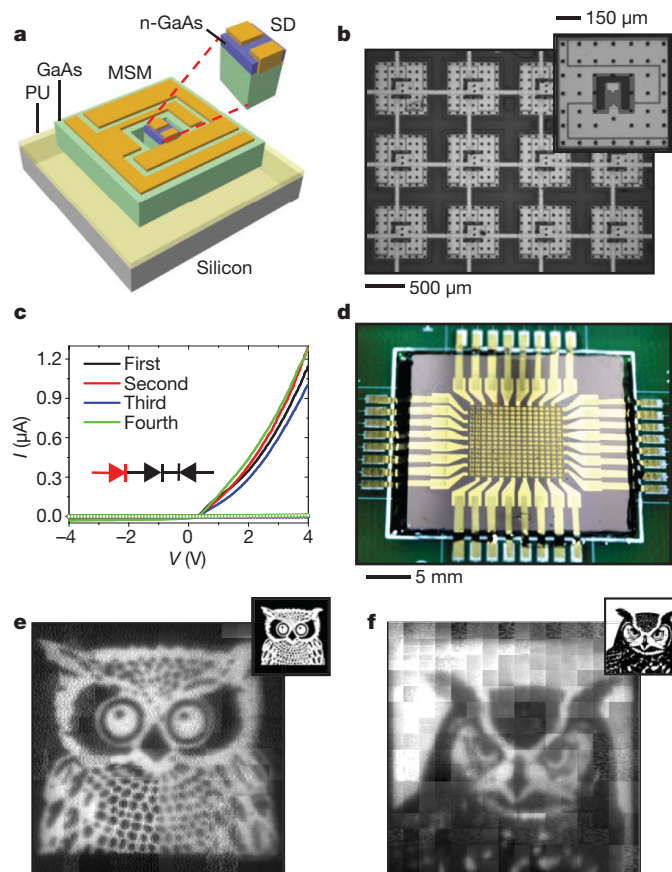 a
n-GaAs
SD
GaAs
MSM
PU
Silicon
b
150 µm
500 µm
c
1.2
0.9
0.6
0.3
0.0
I (µA)
First
Second
Third
Fourth
−4
−2
0
2
4
V (V)
d
5 mm
e
f